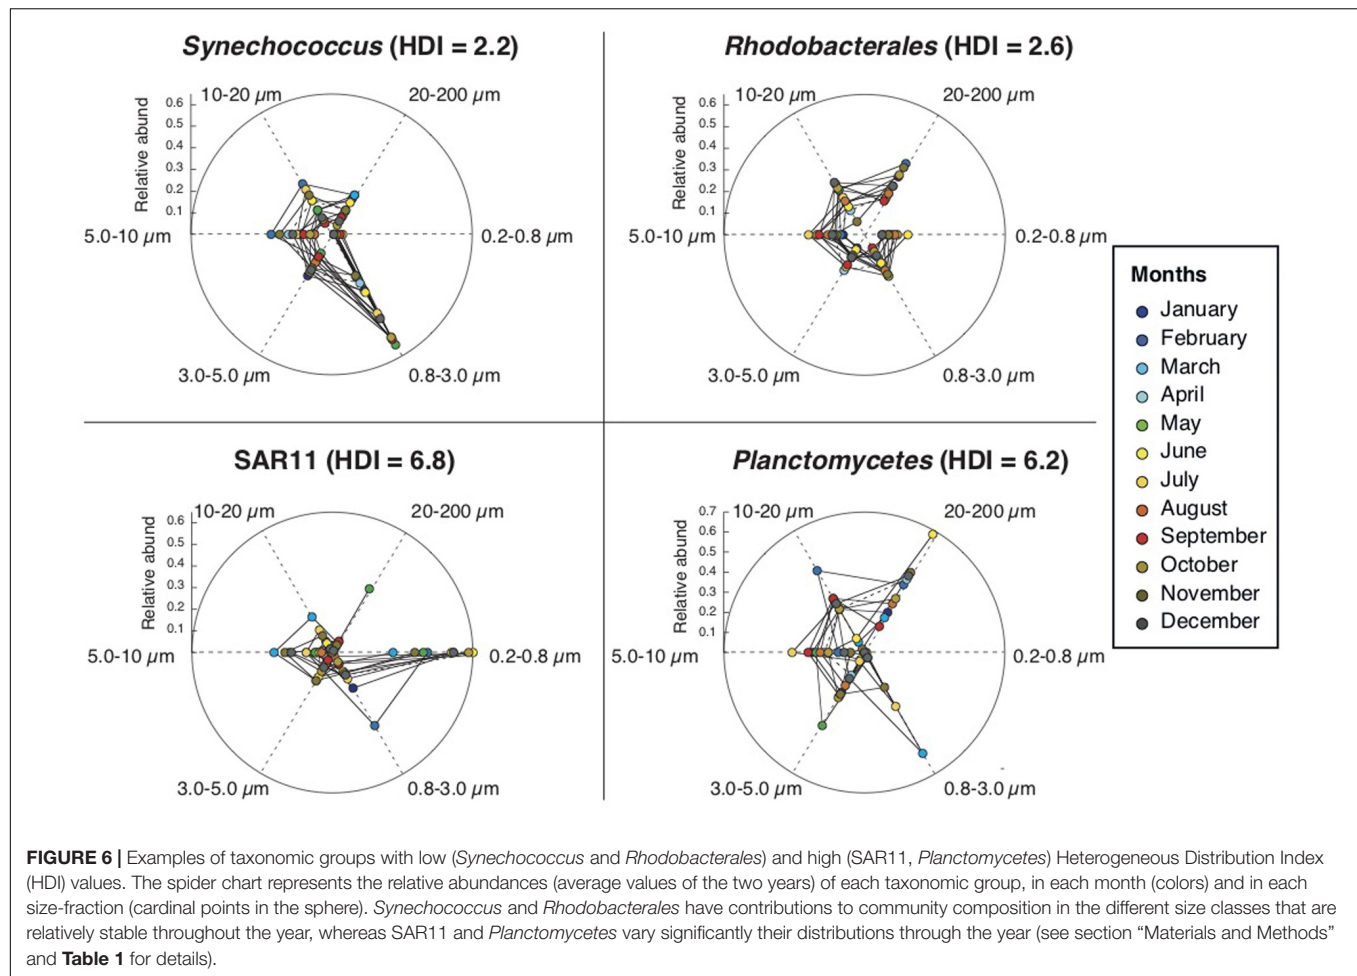 Synechococcus (HDI = 2.2)
10-20 µm
20-200 µm
Relative abund
0.6
0.5
0.4
0.3
0.2
0.1
5.0-10 µm
0.2-0.8 µm
3.0-5.0 µm
0.8-3.0 µm
Rhodobacterales (HDI = 2.6)
10-20 µm
20-200 µm
Relative abund
0.6
0.5
0.4
0.3
0.2
0.1
5.0-10 µm
0.2-0.8 µm
3.0-5.0 µm
0.8-3.0 µm
SAR11 (HDI = 6.8)
10-20 µm
20-200 µm
Relative abund
0.6
0.5
0.4
0.3
0.2
0.1
5.0-10 µm
0.2-0.8 µm
3.0-5.0 µm
0.8-3.0 µm
Planctomycetes (HDI = 6.2)
10-20 µm
20-200 µm
Relative abund
0.7
0.6
0.5
0.4
0.3
0.2
0.1
5.0-10 µm
0.2-0.8 µm
3.0-5.0 µm
0.8-3.0 µm
Months
January
February
March
April
May
June
July
August
September
October
November
December
FIGURE 6 | Examples of taxonomic groups with low (Synechococcus and Rhodobacterales) and high (SAR11, Planctomycetes) Heterogeneous Distribution Index
(HDI) values. The spider chart represents the relative abundances (average values of the two years) of each taxonomic group, in each month (colors) and in each
size-fraction (cardinal points in the sphere). Synechococcus and Rhodobacterales have contributions to community composition in the different size classes that are
relatively stable throughout the year, whereas SAR11 and Planctomycetes vary significantly their distributions through the year (see section “Materials and Methods”
and Table 1 for details).